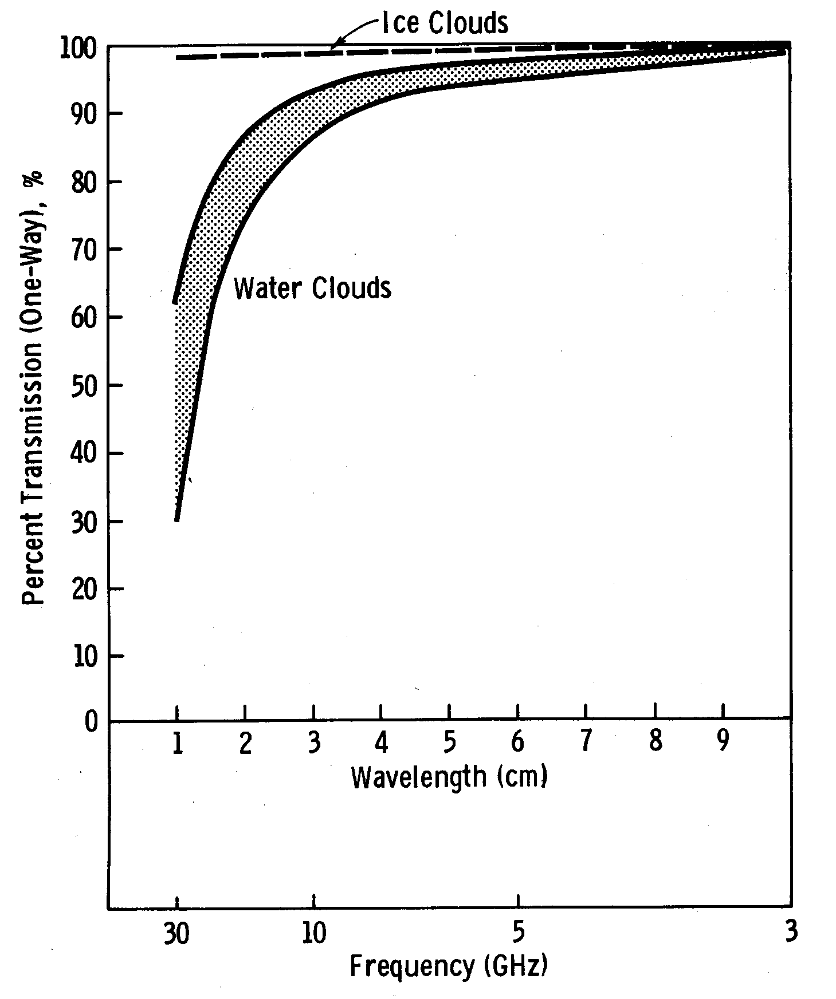 Ice Clouds
100
90
80
70
60
50
40
30
20
10
0
Percent Transmission (One-Way), %
Water Clouds
1 2 3 4 5 6 7 8 9
Wavelength (cm)
30 10 5 3
Frequency (GHz)